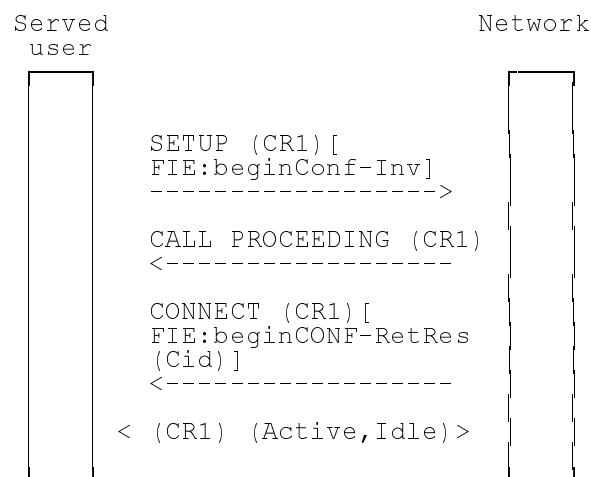 Served Network
user
SETUP (CR1)[
FIE:beginConf-Inv]
------------------>
CALL PROCEEDING (CR1)
<------------------
CONNECT (CR1)[
FIE:beginCONF-RetRes
(Cid)]
<------------------
< (CR1) (Active,Idle)>